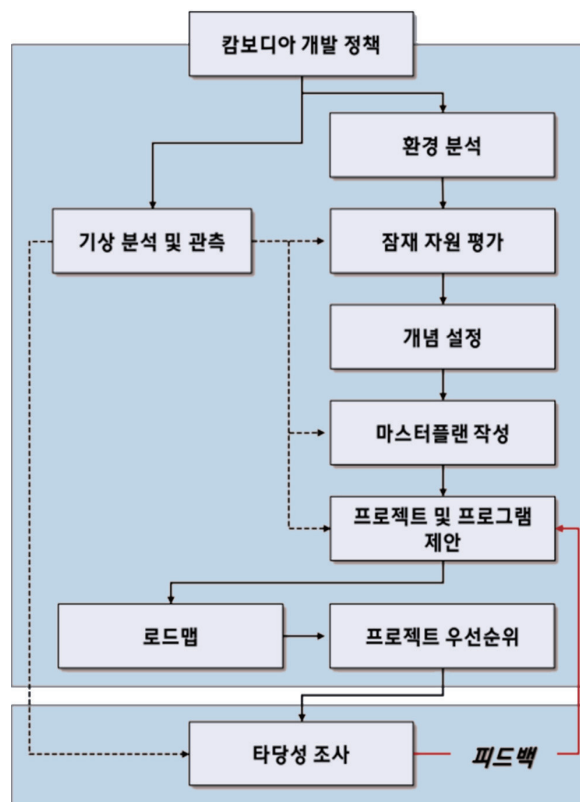 캄보디아 개발 정책
환경 분석
기상 분석 및 관측
잠재 자원 평가
개념 설정
마스터플랜 작성
프로젝트 및 프로그램
제안
로드맵
프로젝트 우선순위
타당성 조사
피드백